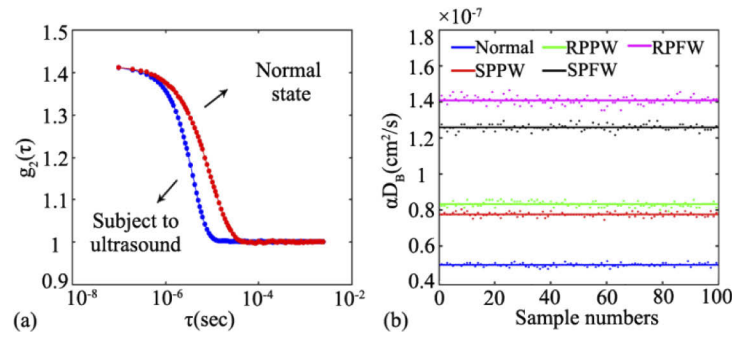 1.5
1.4
1.3
1.2
1.1
1
0.9
g₂(τ)
Normal
state
Subject to
ultrasound
10⁻⁸
10⁻⁶
10⁻⁴
10⁻²
τ(sec)
(a)
×10⁻⁷
1.8
1.6
1.4
1.2
1
0.8
0.6
0.4
αD_B(cm²/s)
Normal RPPW RPFW
SPPW SPFW
0 20 40 60 80 100
Sample numbers
(b)